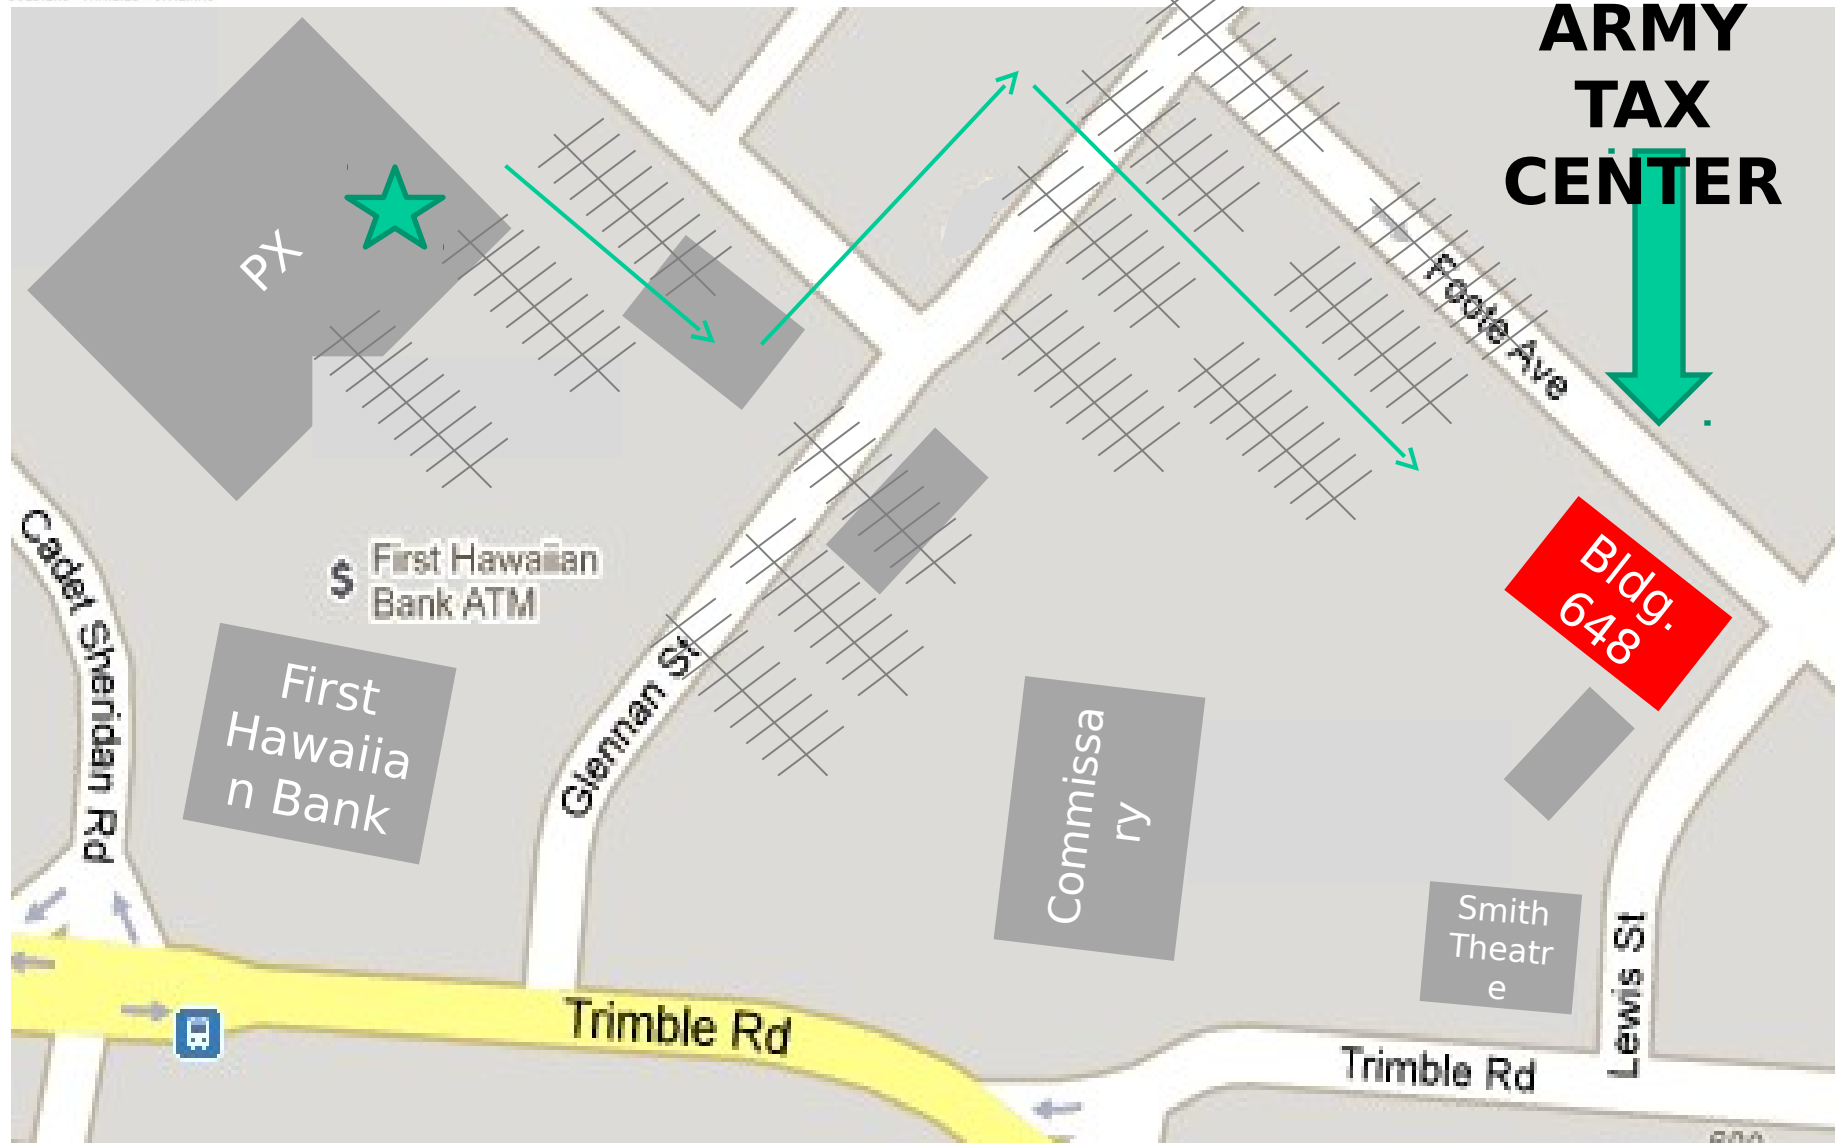 ARMY
TAX
CENTER
PX
Foote Ave
Cadet Sheridan Rd
$
First Hawaiian
Bank ATM
Bldg.
648
First
Hawaiia
n Bank
Glennan St
Commissa
ry
Smith
Theatr
e
Lewis St
Trimble Rd
Trimble Rd